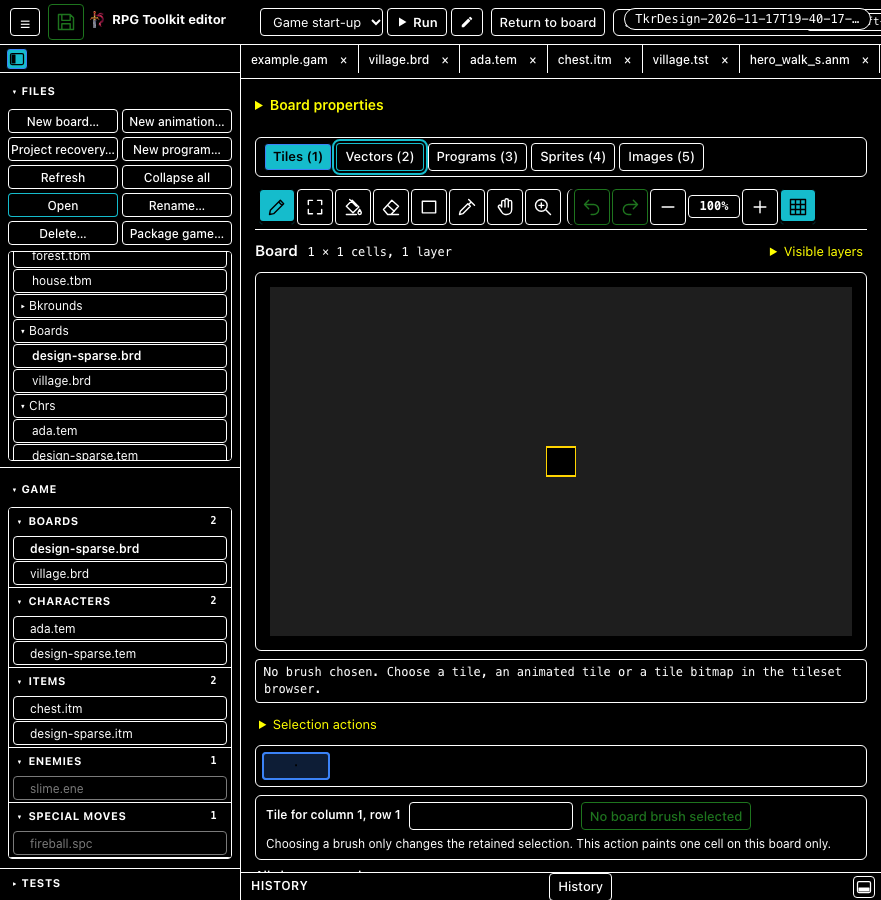 RPG Toolkit editor
Game start-up
Run
Return to board
TkrDesign-2026-11-17T19-40-17-…
example.gam ×
village.brd ×
ada.tem ×
chest.itm ×
village.tst ×
hero_walk_s.anm ×
FILES
New board...
New animation...
Project recovery...
New program...
Refresh
Collapse all
Open
Rename...
Delete...
Package game...
forest.tbm
house.tbm
Bkrounds
Boards
design-sparse.brd
village.brd
Chrs
ada.tem
design-sparse.tem
GAME
BOARDS 2
design-sparse.brd
village.brd
CHARACTERS 2
ada.tem
design-sparse.tem
ITEMS 2
chest.itm
design-sparse.itm
ENEMIES 1
slime.ene
SPECIAL MOVES 1
fireball.spc
TESTS
Board properties
Tiles (1)
Vectors (2)
Programs (3)
Sprites (4)
Images (5)
100%
Board 1 × 1 cells, 1 layer
Visible layers
No brush chosen. Choose a tile, an animated tile or a tile bitmap in the tileset
browser.
Selection actions
Tile for column 1, row 1
No board brush selected
Choosing a brush only changes the retained selection. This action paints one cell on this board only.
HISTORY
History